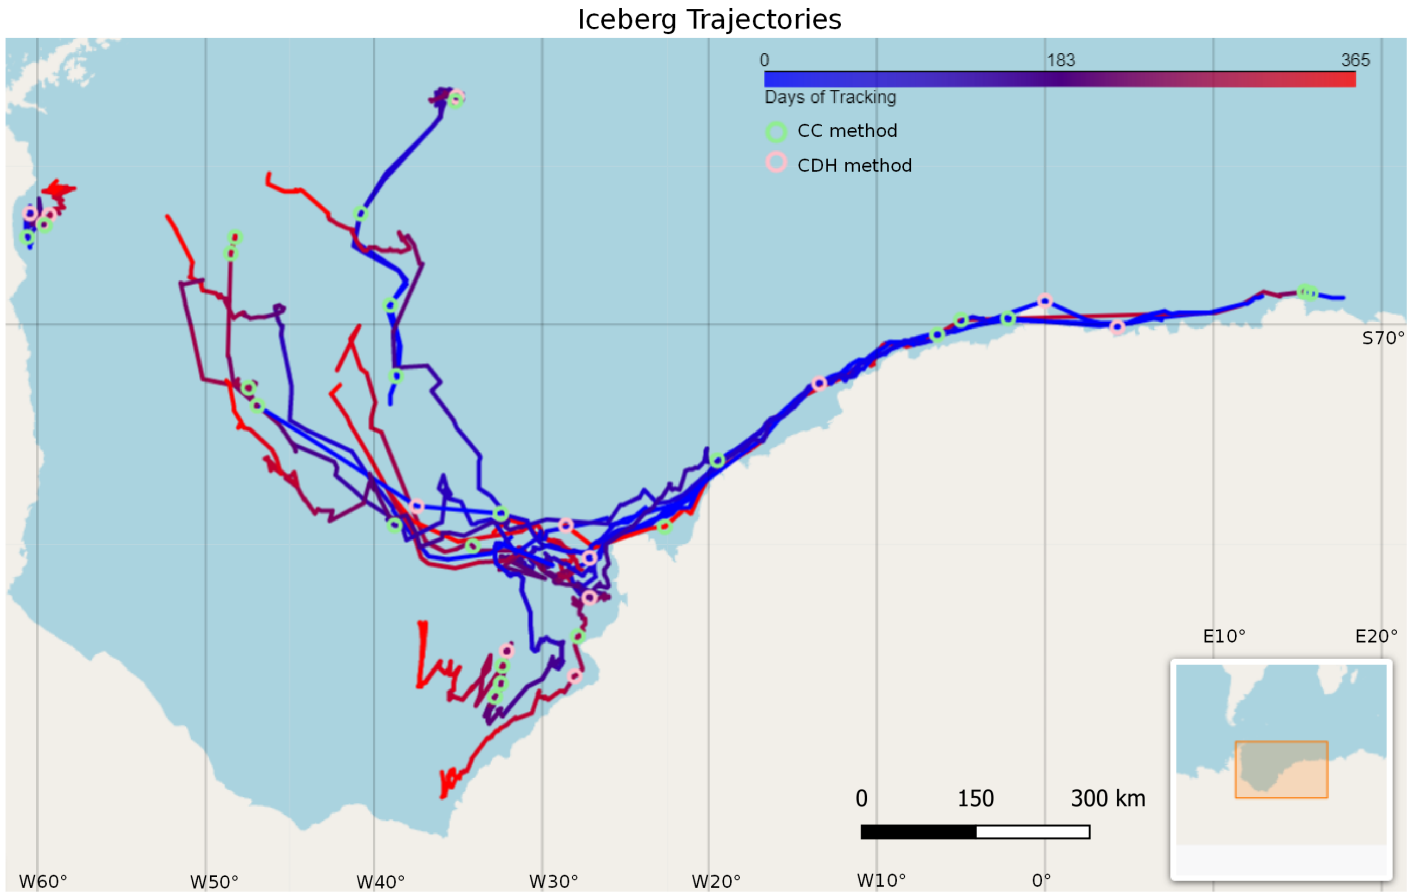 Iceberg Trajectories
0 183 365
Days of Tracking
CC method
CDH method
S70°
E10° E20°
0 150 300 km
W60° W50° W40° W30° W20° W10° 0°